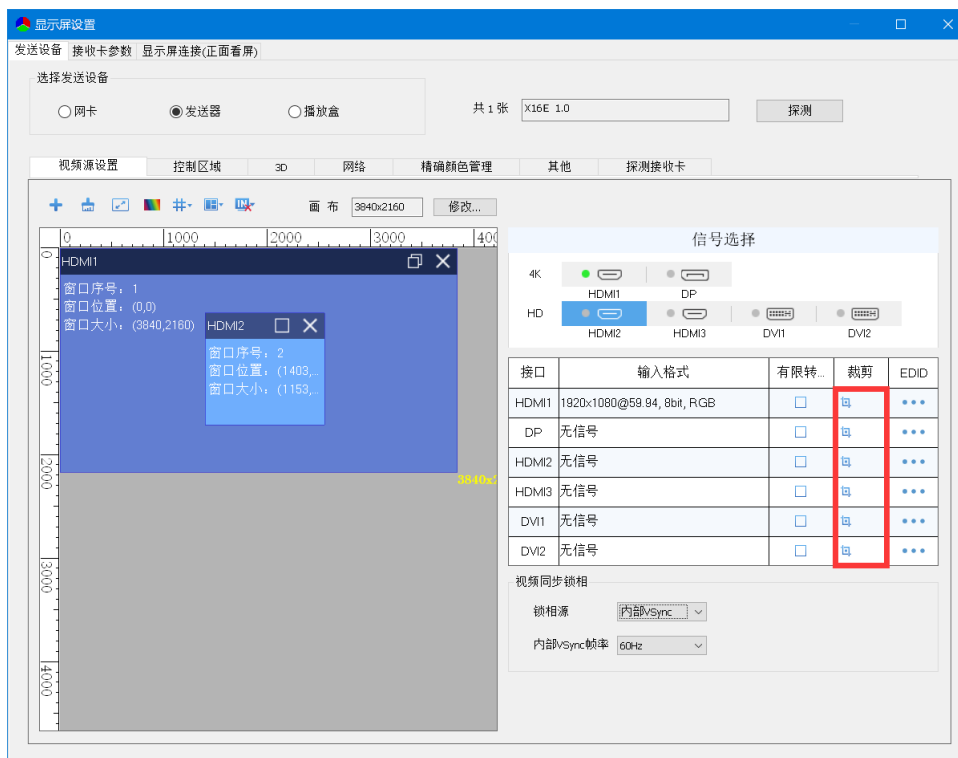 显示屏设置
发送设备 接收卡参数 显示屏连接(正面看屏)
选择发送设备
网卡 发送器 播放盒 共 1 张 X16E 1.0 探测
视频源设置 控制区域 3D 网络 精确颜色管理 其他 探测接收卡
画 布 3840x2160 修改...
0 1000 2000 3000 400
信号选择
0
HDMI1
窗口序号：1
窗口位置：(0,0)
窗口大小：(3840,2160)
HDMI2
窗口序号：2
窗口位置：(1403,...
窗口大小：(1153,...
1000
2000
3840x2
3000
4000
4K
HDMI1 DP
HD
HDMI2 HDMI3 DVI1 DVI2
接口 输入格式 有限转... 裁剪 EDID
HDMI1 1920x1080@59.94, 8bit, RGB
DP 无信号
HDMI2 无信号
HDMI3 无信号
DVI1 无信号
DVI2 无信号
视频同步锁相
锁相源 内部VSync
内部VSync帧率 60Hz